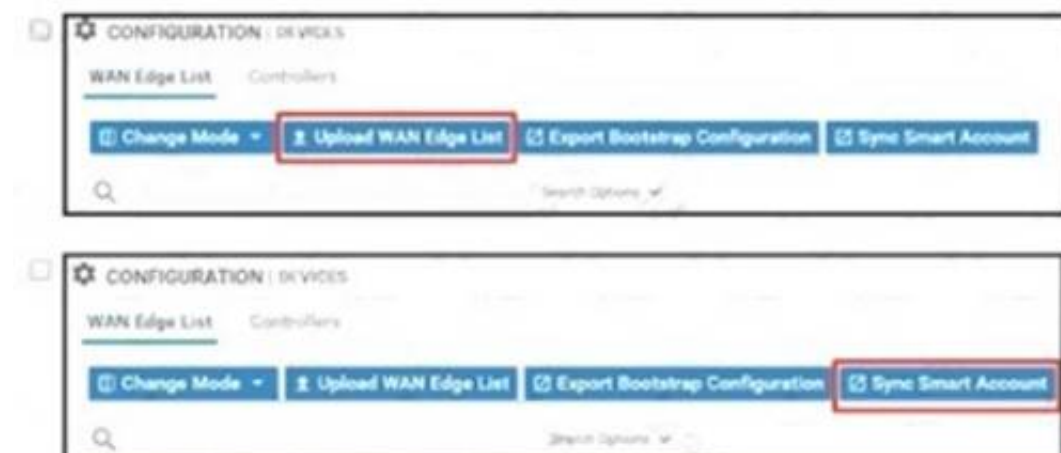 CONFIGURATION | DEVICES
WAN Edge List Controllers
Change Mode Upload WAN Edge List Export Bootstrap Configuration Sync Smart Account
Search Options
CONFIGURATION | DEVICES
WAN Edge List Controllers
Change Mode Upload WAN Edge List Export Bootstrap Configuration Sync Smart Account
Search Options